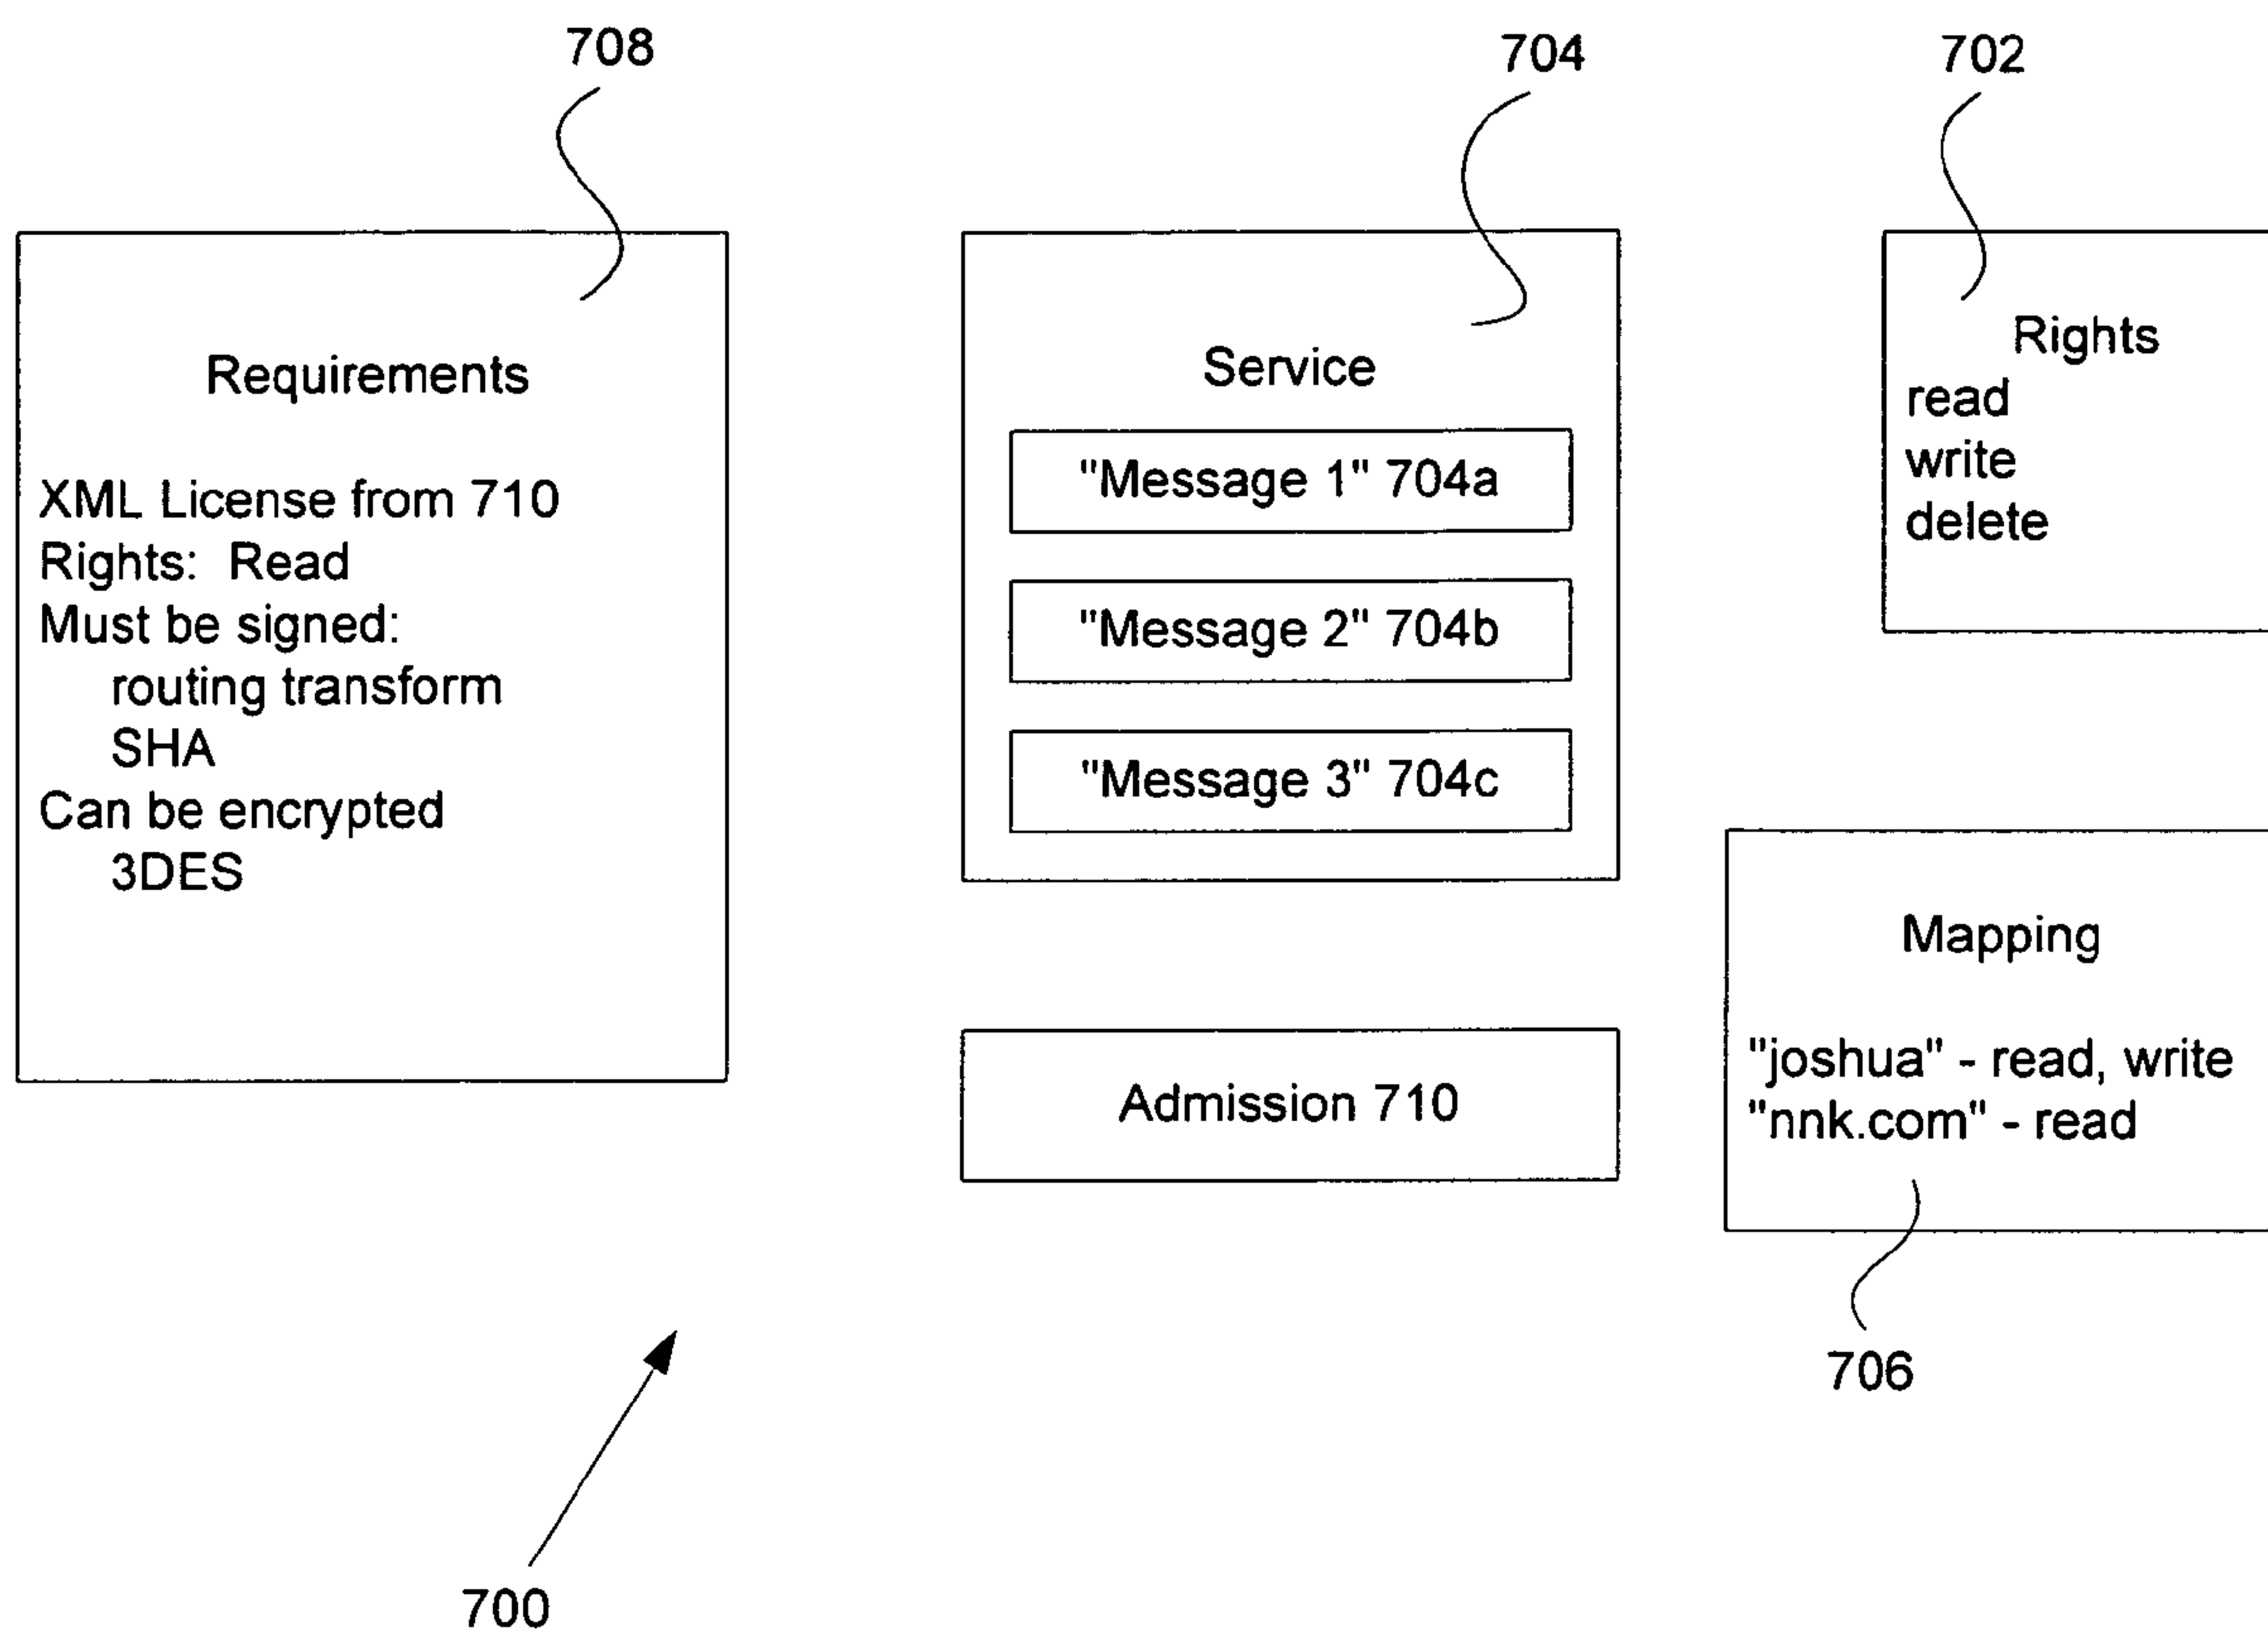 708
704
702
Requirements
XML License from 710
Rights: Read
Must be signed:
routing transform
SHA
Can be encrypted
3DES
Service
"Message 1" 704a
"Message 2" 704b
"Message 3" 704c
Rights
read
write
delete
Admission 710
Mapping
"joshua" - read, write
"nnk.com" - read
706
700